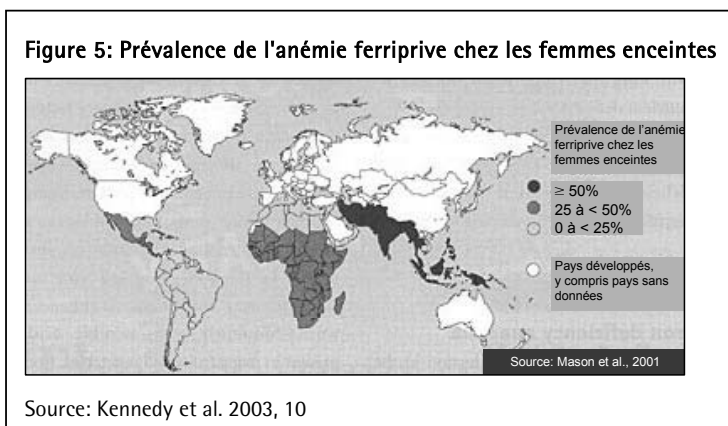 Figure 5: Prévalence de l'anémie ferriprive chez les femmes enceintes
Prévalence de l'anémie
ferriprive chez les
femmes enceintes
≥ 50%
25 à < 50%
0 à < 25%
Pays développés,
y compris pays sans
données
Source: Mason et al., 2001
Source: Kennedy et al. 2003, 10